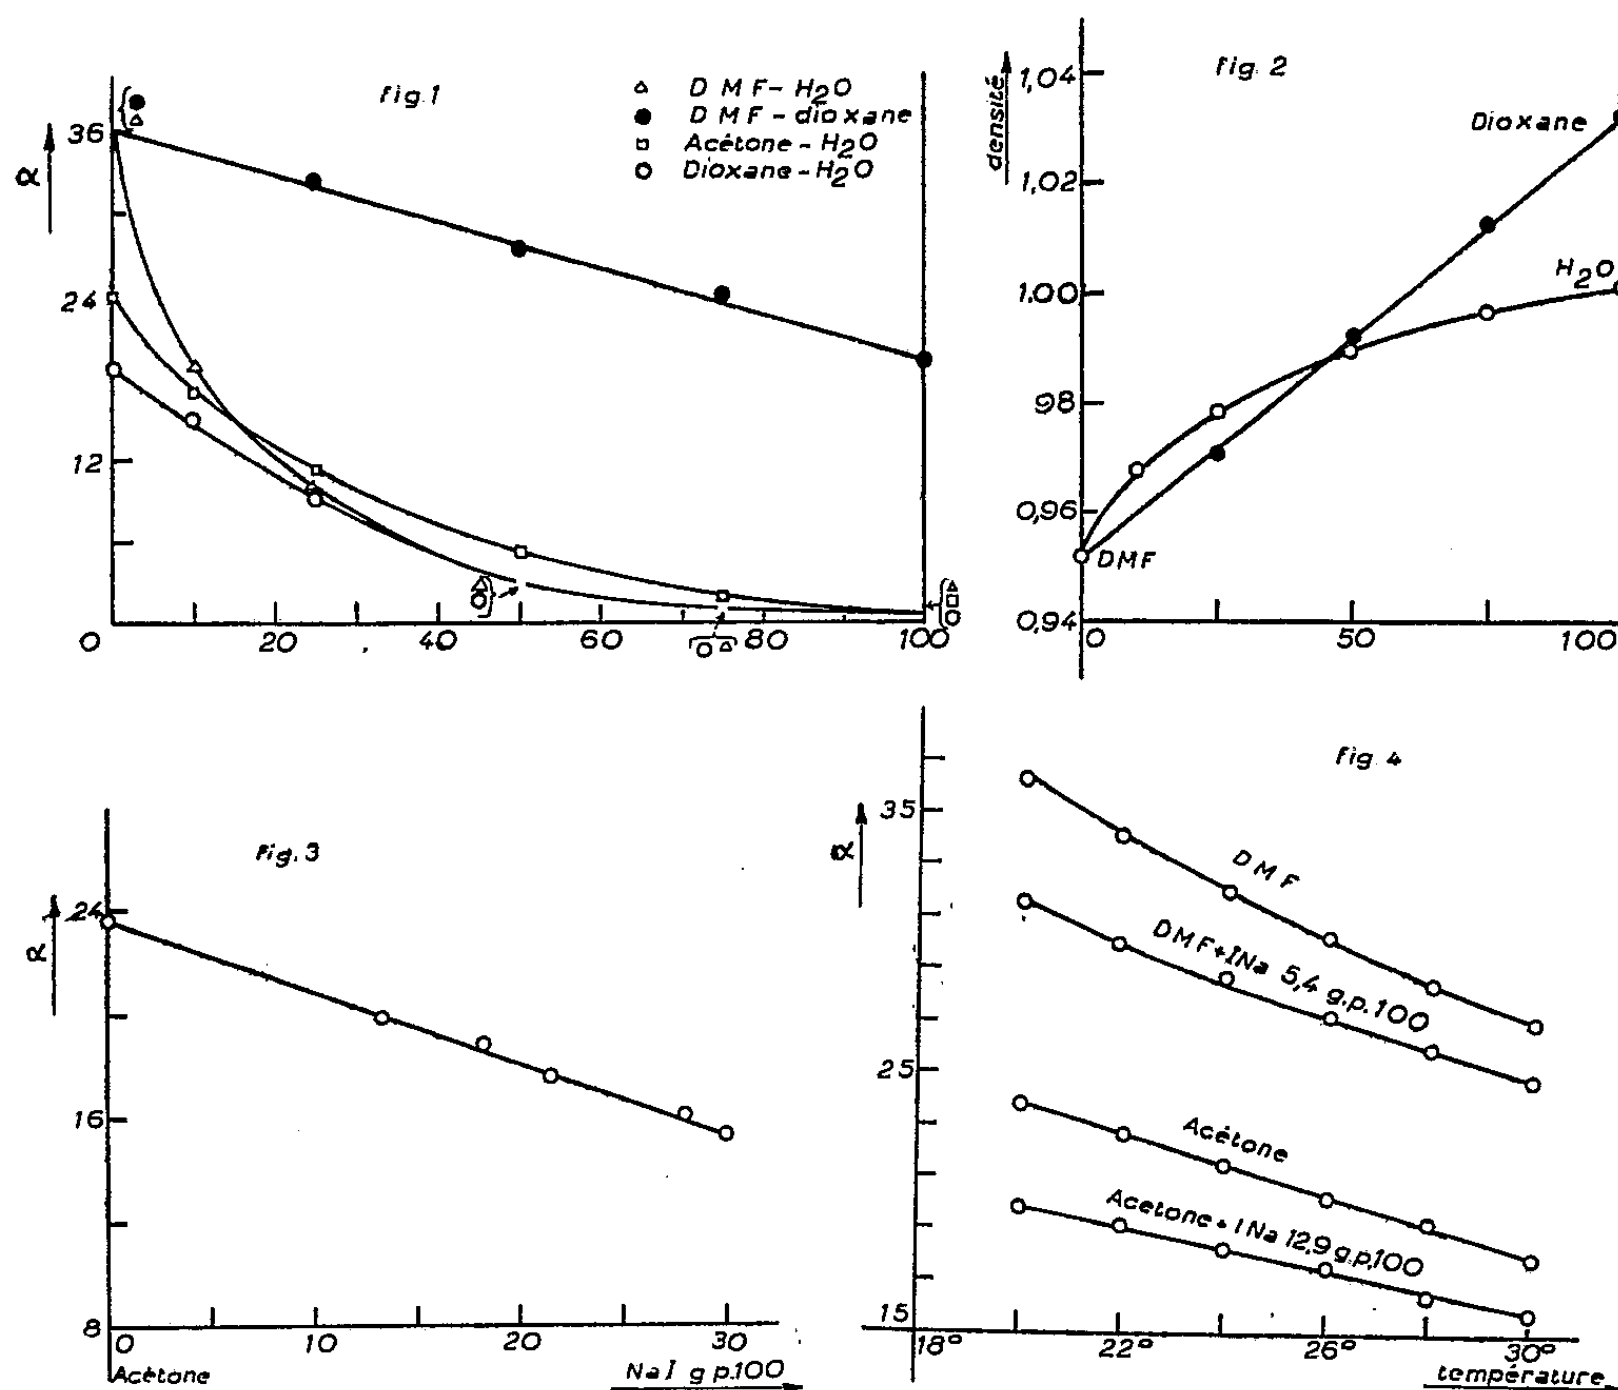 Fig.1
△ DMF-H2O
● DMF-dioxane
□ Acétone-H2O
○ Dioxane-H2O
α
36
24
12
0 20 40 60 80 100
Fig. 2
densité
1,04
1,02
1.00
98
0,96
0,94
Dioxane
H2O
DMF
0 50 100
Fig. 3
α
24
16
8
0 10 20 30
Acétone
NaI g p.100
Fig. 4
α
35
25
15
DMF
DMF+INa 5,4 g.p.100
Acétone
Acetone+INa 12,9 g.p.100
18° 22° 26° 30°
température